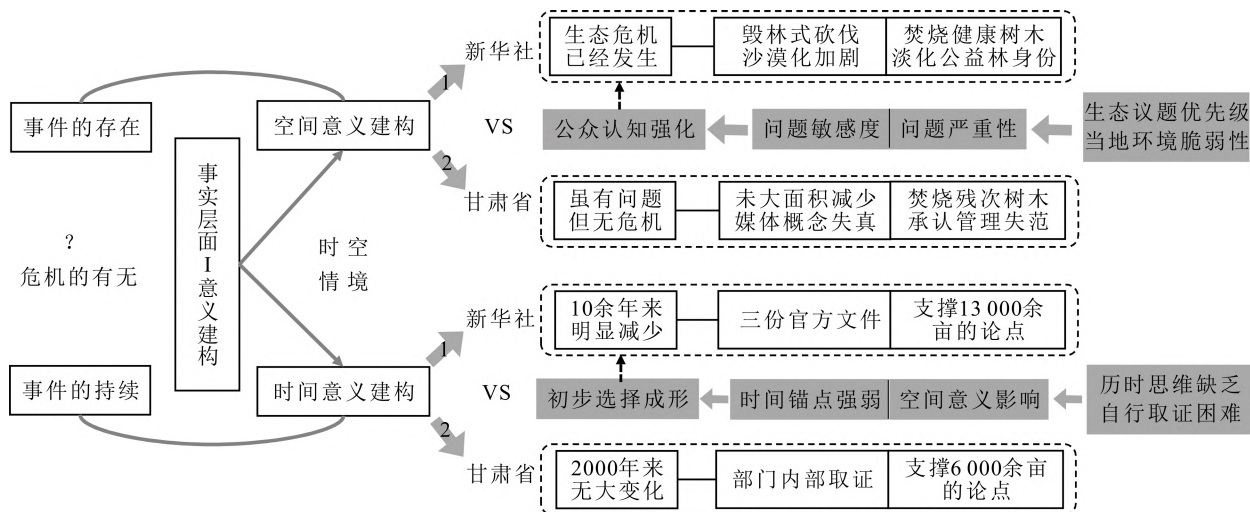 新华社
生态危机
已经发生
毁林式砍伐
沙漠化加剧
焚烧健康树木
淡化公益林身份
1
事件的存在
空间意义建构
VS
公众认知强化
问题敏感度
问题严重性
生态议题优先级
当地环境脆弱性
2
甘肃省
虽有问题
但无危机
未大面积减少
媒体概念失真
焚烧残次树木
承认管理失范
事实层面I意义建构
?
危机的有无
时空
情境
新华社
10余年来
明显减少
三份官方文件
支撑13 000余
亩的论点
1
事件的持续
时间意义建构
VS
初步选择成形
时间锚点强弱
空间意义影响
历时思维缺乏
自行取证困难
2
甘肃省
2000年来
无大变化
部门内部取证
支撑6 000余亩
的论点